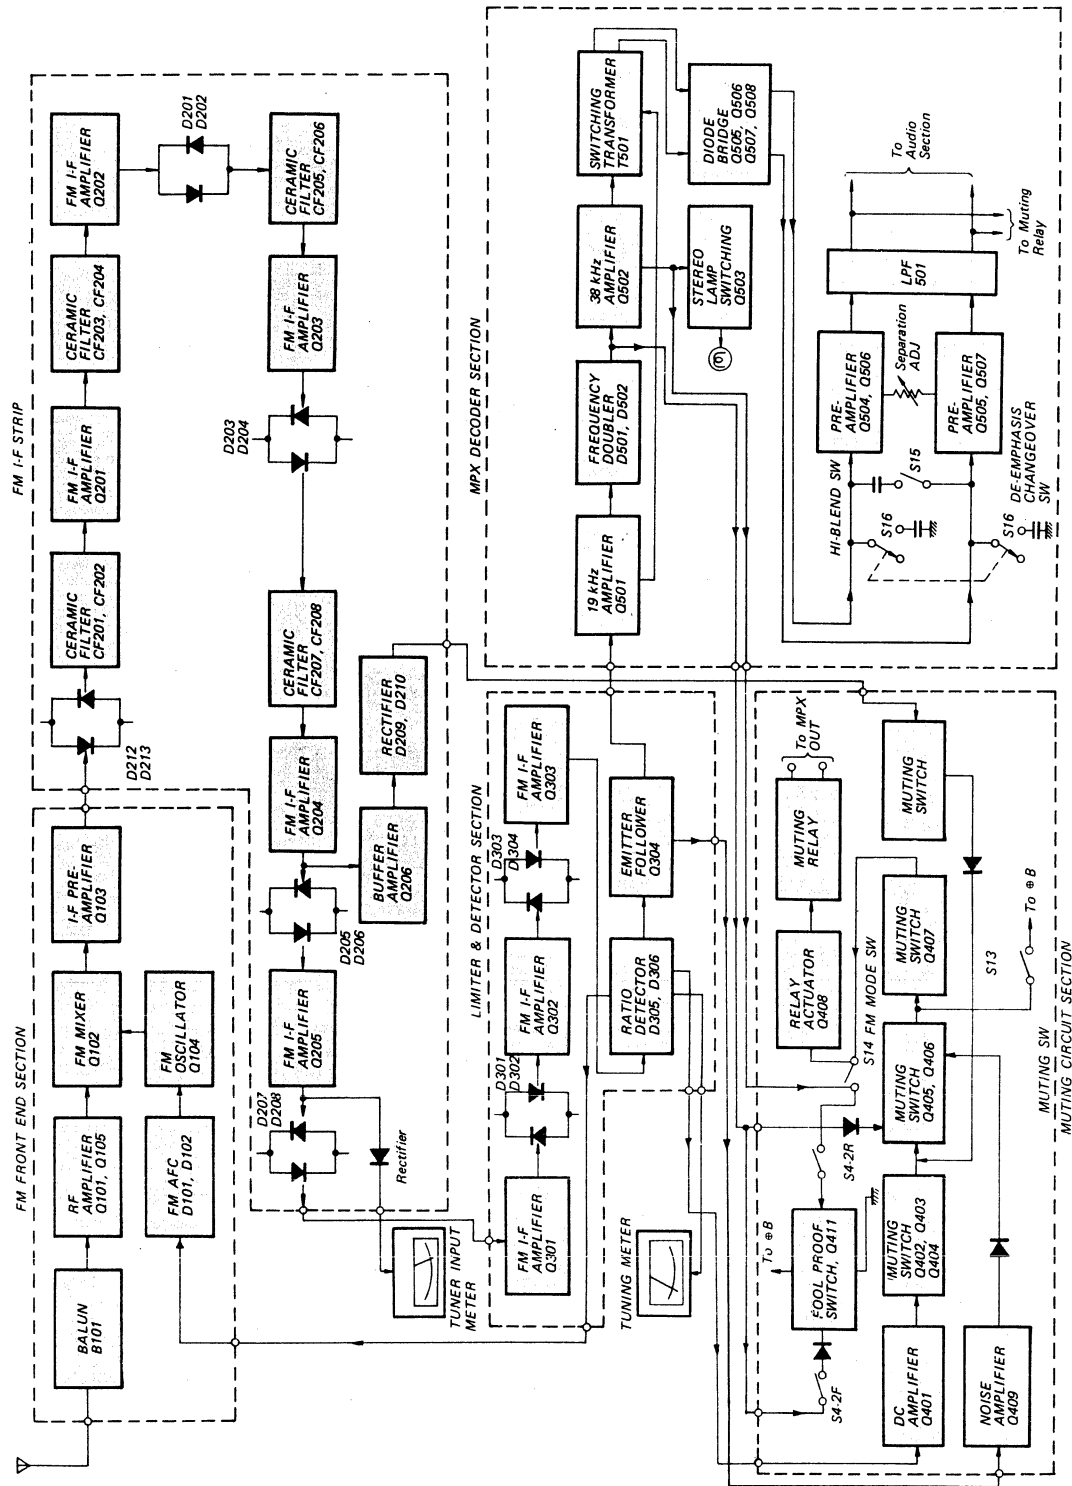 FM FRONT END SECTION
BALUN
B101
RF
AMPLIFIER
Q101, Q105
FM MIXER
Q102
I-F PRE-
AMPLIFIER
Q103
FM AFC
D101, D102
FM
OSCILLATOR
Q104
FM I-F STRIP
D212
D213
CERAMIC
FILTER
CF201, CF202
FM I-F
AMPLIFIER
Q201
CERAMIC
FILTER
CF203, CF204
FM I-F
AMPLIFIER
Q202
D201
D202
CERAMIC
FILTER
CF205, CF206
FM I-F
AMPLIFIER
Q203
D203
D204
CERAMIC
FILTER
CF207, CF208
FM I-F
AMPLIFIER
Q204
D205
D206
FM I-F
AMPLIFIER
Q205
D207
D208
Rectifier
BUFFER
AMPLIFIER
Q206
RECTIFIER
D209, D210
TUNER INPUT
METER
LIMITER & DETECTOR SECTION
FM I-F
AMPLIFIER
Q301
D301
D302
FM I-F
AMPLIFIER
Q302
D303
D304
FM I-F
AMPLIFIER
Q303
RATIO
DETECTOR
D305, D306
EMITTER
FOLLOWER
Q304
TUNING METER
MPX DECODER SECTION
19 kHz
AMPLIFIER
Q501
FREQUENCY
DOUBLER
D501, D502
38 kHz
AMPLIFIER
Q502
SWITCHING
TRANSFORMER
T501
STEREO
LAMP
SWITCHING
Q503
DIODE
BRIDGE
Q505, Q506
Q507, Q508
HI-BLEND SW
S16
S15
PRE-
AMPLIFIER
Q504, Q506
Separation
ADJ
PRE-
AMPLIFIER
Q505, Q507
S16
DE-EMPHASIS
CHANGEOVER
SW
LPF
501
To
Audio
Section
To Muting
Relay
To ⊕ B
FOOL PROOF
SWITCH, Q411
S4-2F
S4-2R
S14 FM MODE SW
RELAY
ACTUATOR
Q408
MUTING
RELAY
To MPX
OUT
DC
AMPLIFIER
Q401
MUTING
SWITCH
Q402, Q403
Q404
MUTING
SWITCH
Q405, Q406
MUTING
SWITCH
Q407
MUTING
SWITCH
NOISE
AMPLIFIER
Q409
S13
To ⊕ B
MUTING SW
MUTING CIRCUIT SECTION